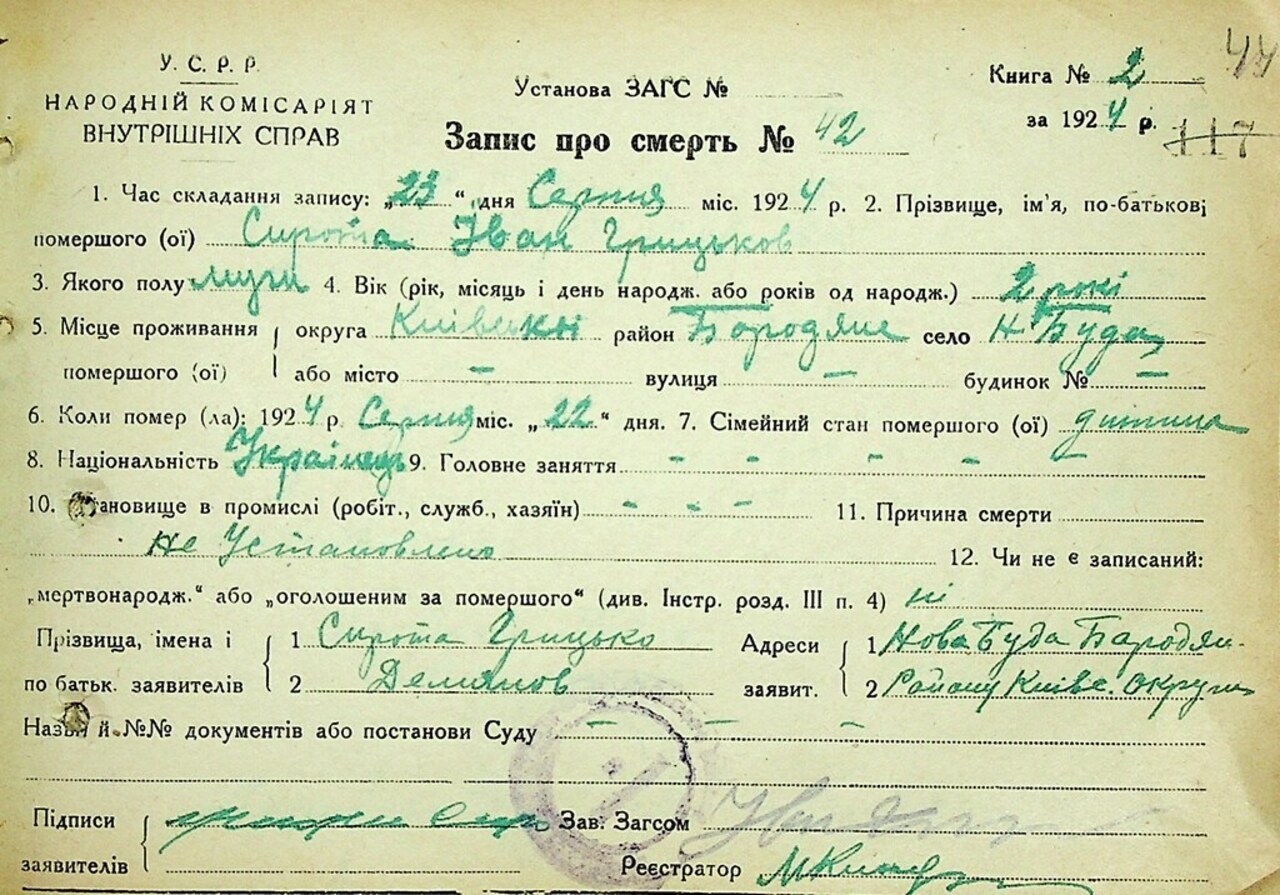 44
У. С. Р. Р.
НАРОДНІЙ КОМІСАРІЯТ
ВНУТРІШНІХ СПРАВ
Установа ЗАГС №
Книга № 2
за 1924 р.
117
Запис про смерть № 42
1. Час складання запису: „23“ дня Серпня міс. 1924 р. 2. Прізвище, ім'я, по-батькові
помершого (ої) Сирота Іван Грицьков
3. Якого полу мужч 4. Вік (рік, місяць і день народж. або років од народж.) 2 рокі
5. Місце проживання округа Київськи район Бородянс село Н Буда
помершого (ої) або місто - вулиця - будинок № -
6. Коли помер (ла): 1924 р Серпня міс. „22“ дня. 7. Сімейний стан помершого (ої) дитина
8. Національність Українець 9. Головне заняття - - - - -
10. ановище в промислі (робіт., служб., хазяїн) - - - 11. Причина смерти
Не Установлено 12. Чи не є записаний:
„мертвонародж.“ або „оголошеним за помершого“ (див. Інстр. розд. III п. 4) ні
Прізвища, імена і 1 Сирота Грицько Адреси 1 Нова Буда Бародян-
по батьк. заявителів 2 Демянов заявит. 2 Району Київс. Округи
Назви й №№ документів або постанови Суду - - -
Підписи Зав. Загсом
заявителів Реєстратор